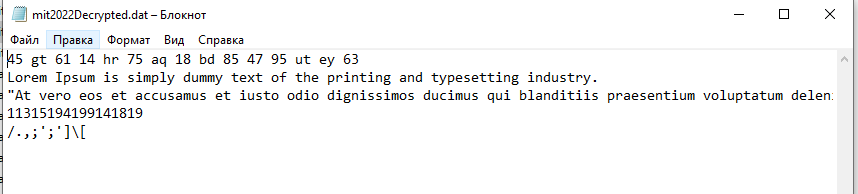 mit2022Decrypted.dat – Блокнот
Файл Правка Формат Вид Справка
45 gt 61 14 hr 75 aq 18 bd 85 47 95 ut ey 63
Lorem Ipsum is simply dummy text of the printing and typesetting industry.
"At vero eos et accusamus et iusto odio dignissimos ducimus qui blanditiis praesentium voluptatum deleni
11315194199141819
/.,;';']\[